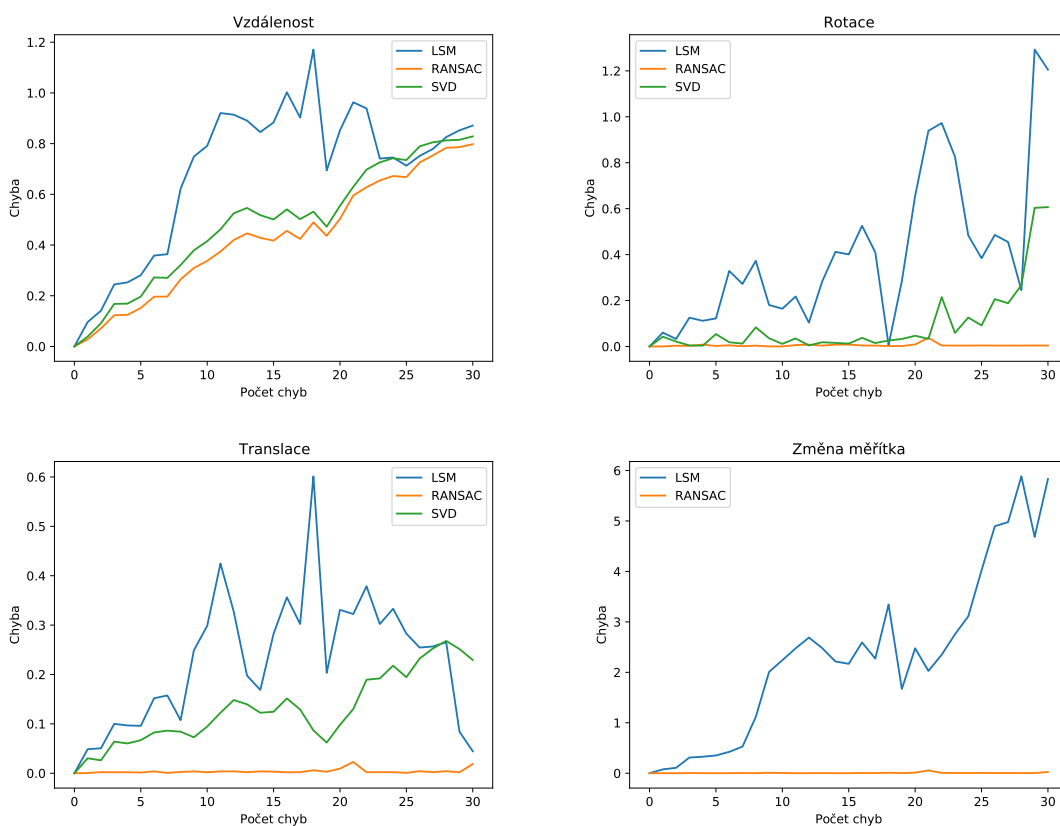 Vzdálenost
1.2
1.0
0.8
0.6
0.4
0.2
0.0
Chyba
LSM
RANSAC
SVD
0 5 10 15 20 25 30
Počet chyb
Rotace
1.2
1.0
0.8
0.6
0.4
0.2
0.0
Chyba
LSM
RANSAC
SVD
0 5 10 15 20 25 30
Počet chyb
Translace
0.6
0.5
0.4
0.3
0.2
0.1
0.0
Chyba
LSM
RANSAC
SVD
0 5 10 15 20 25 30
Počet chyb
Změna měřítka
6
5
4
3
2
1
0
Chyba
LSM
RANSAC
0 5 10 15 20 25 30
Počet chyb